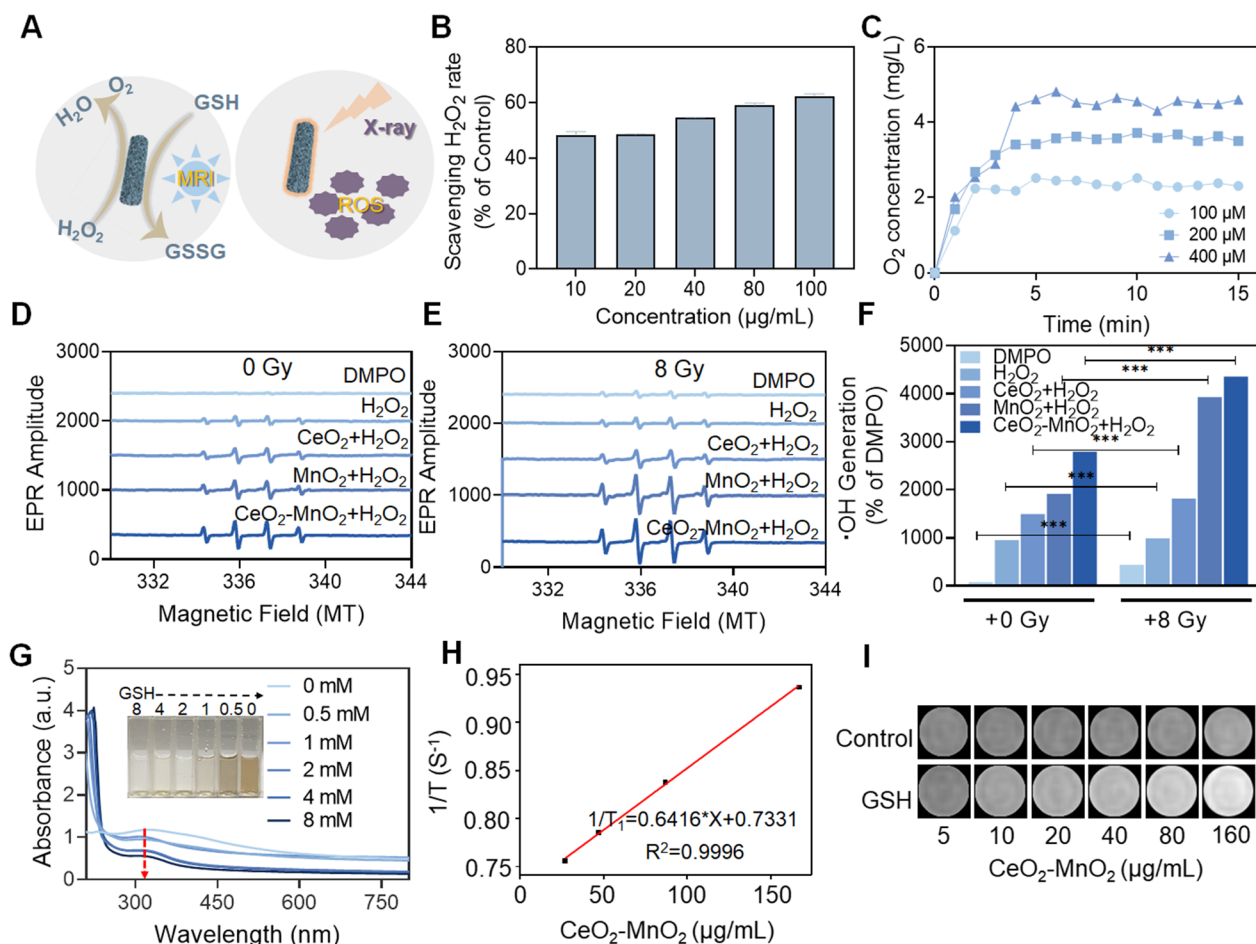 A
H₂O
O₂
GSH
MRI
H₂O₂
GSSG
X-ray
ROS
B
Scavenging H₂O₂ rate
(% of Control)
80
60
40
20
0
10 20 40 80 100
Concentration (µg/mL)
C
O₂ concentration (mg/L)
6
4
2
0
100 µM
200 µM
400 µM
0 5 10 15
Time (min)
D
EPR Amplitude
3000
2000
1000
0
0 Gy
DMPO
H₂O₂
CeO₂+H₂O₂
MnO₂+H₂O₂
CeO₂-MnO₂+H₂O₂
332 336 340 344
Magnetic Field (MT)
E
EPR Amplitude
3000
2000
1000
0
8 Gy
DMPO
H₂O₂
CeO₂+H₂O₂
MnO₂+H₂O₂
CeO₂-MnO₂+H₂O₂
332 336 340 344
Magnetic Field (MT)
F
·OH Generation
(% of DMPO)
5000
4000
3000
2000
1000
0
DMPO
H₂O₂
CeO₂+H₂O₂
MnO₂+H₂O₂
CeO₂-MnO₂+H₂O₂
***
***
***
***
***
+0 Gy +8 Gy
G
Absorbance (a.u.)
5
4
3
2
1
0
GSH
8 4 2 1 0.5 0
0 mM
0.5 mM
1 mM
2 mM
4 mM
8 mM
300 450 600 750
Wavelength (nm)
H
1/T (S⁻¹)
0.95
0.90
0.85
0.80
0.75
1/T₁=0.6416*X+0.7331
R²=0.9996
0 50 100 150
CeO₂-MnO₂ (µg/mL)
I
Control
GSH
5 10 20 40 80 160
CeO₂-MnO₂ (µg/mL)